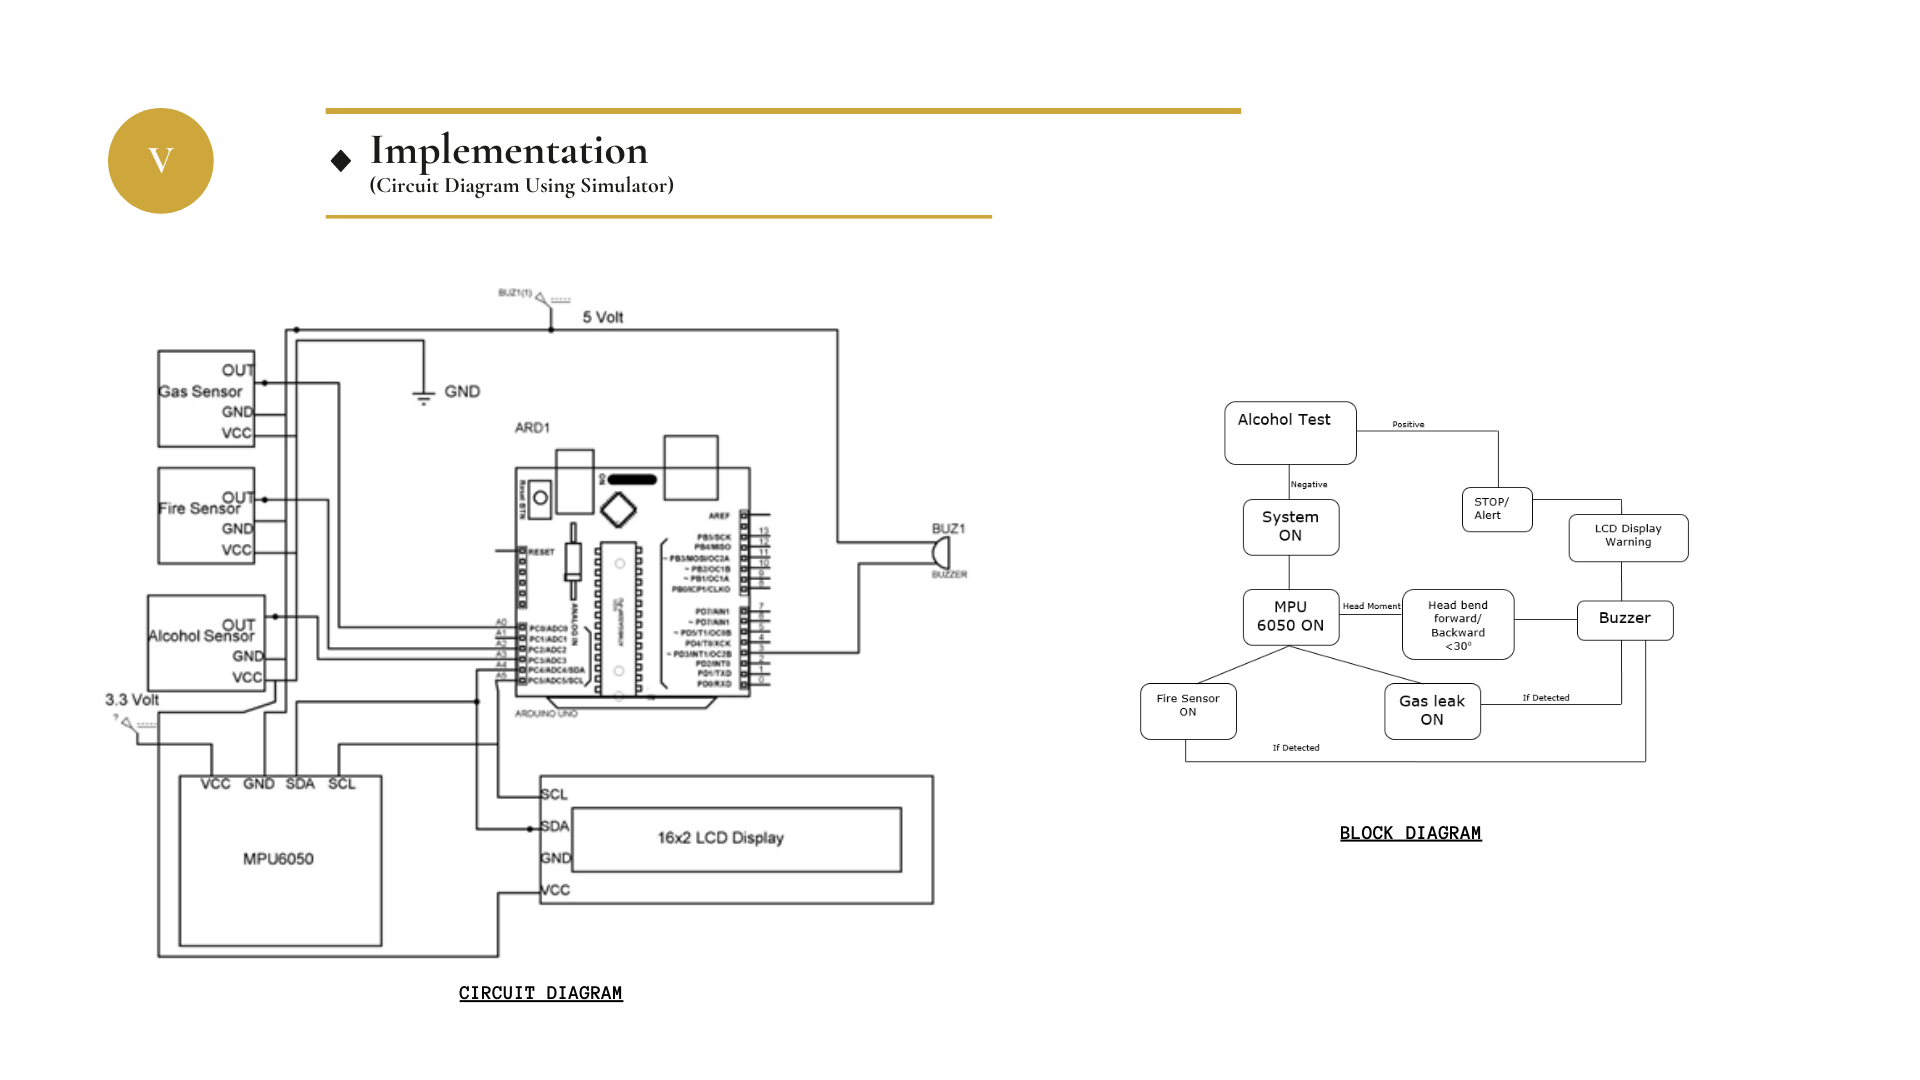 V
Implementation
(Circuit Diagram Using Simulator)
BUZ1(1)
5 Volt
OUT
Gas Sensor
GND
VCC
GND
OUT
Fire Sensor
GND
VCC
OUT
Alcohol Sensor
GND
VCC
3.3 Volt
?
ARD1
Reset BTN
ON
RESET
ANALOG IN
AREF
13
PB5/SCK
12
PB4/MISO
11
~ PB3/MOSI/OC2A
10
~ PB2/OC1B
9
~ PB1/OC1A
8
PB0/ICP1/CLKO
7
PD7/AIN1
6
~ PD7/AIN1
5
~ PD5/T1/OC0B
4
PD4/T0/XCK
3
~ PD3/INT1/OC2B
2
PD2/INT0
1
PD1/TXD
0
PD0/RXD
A0
PC0/ADC0
A1
PC1/ADC1
A2
PC2/ADC2
A3
PC3/ADC3
A4
PC4/ADC4/SDA
A5
PC5/ADC5/SCL
ARDUINO UNO
BUZ1
BUZZER
VCC GND SDA SCL
MPU6050
SCL
SDA
GND
VCC
16x2 LCD Display
CIRCUIT DIAGRAM
Alcohol Test
Positive
Negative
System
ON
STOP/
Alert
LCD Display
Warning
MPU
6050 ON
Head Moment
Head bend
forward/
Backward
<30°
Buzzer
Fire Sensor
ON
Gas leak
ON
If Detected
If Detected
BLOCK DIAGRAM